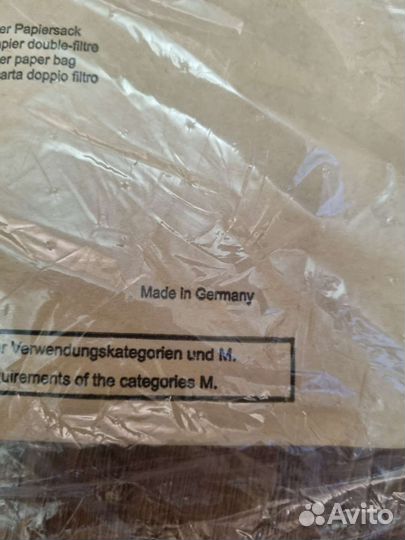 er Papiersack
apier double-filtre
er paper bag
arta doppio filtro
Made in Germany
r Verwendungskategorien und M.
uirements of the categories M.
Avito